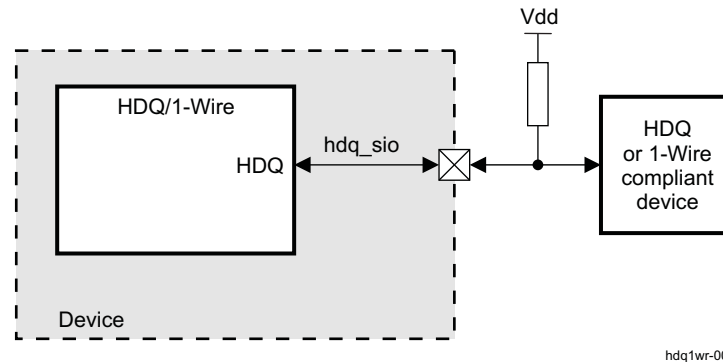 Vdd
HDQ/1-Wire
HDQ
hdq_sio
HDQ
or 1-Wire
compliant
device
Device